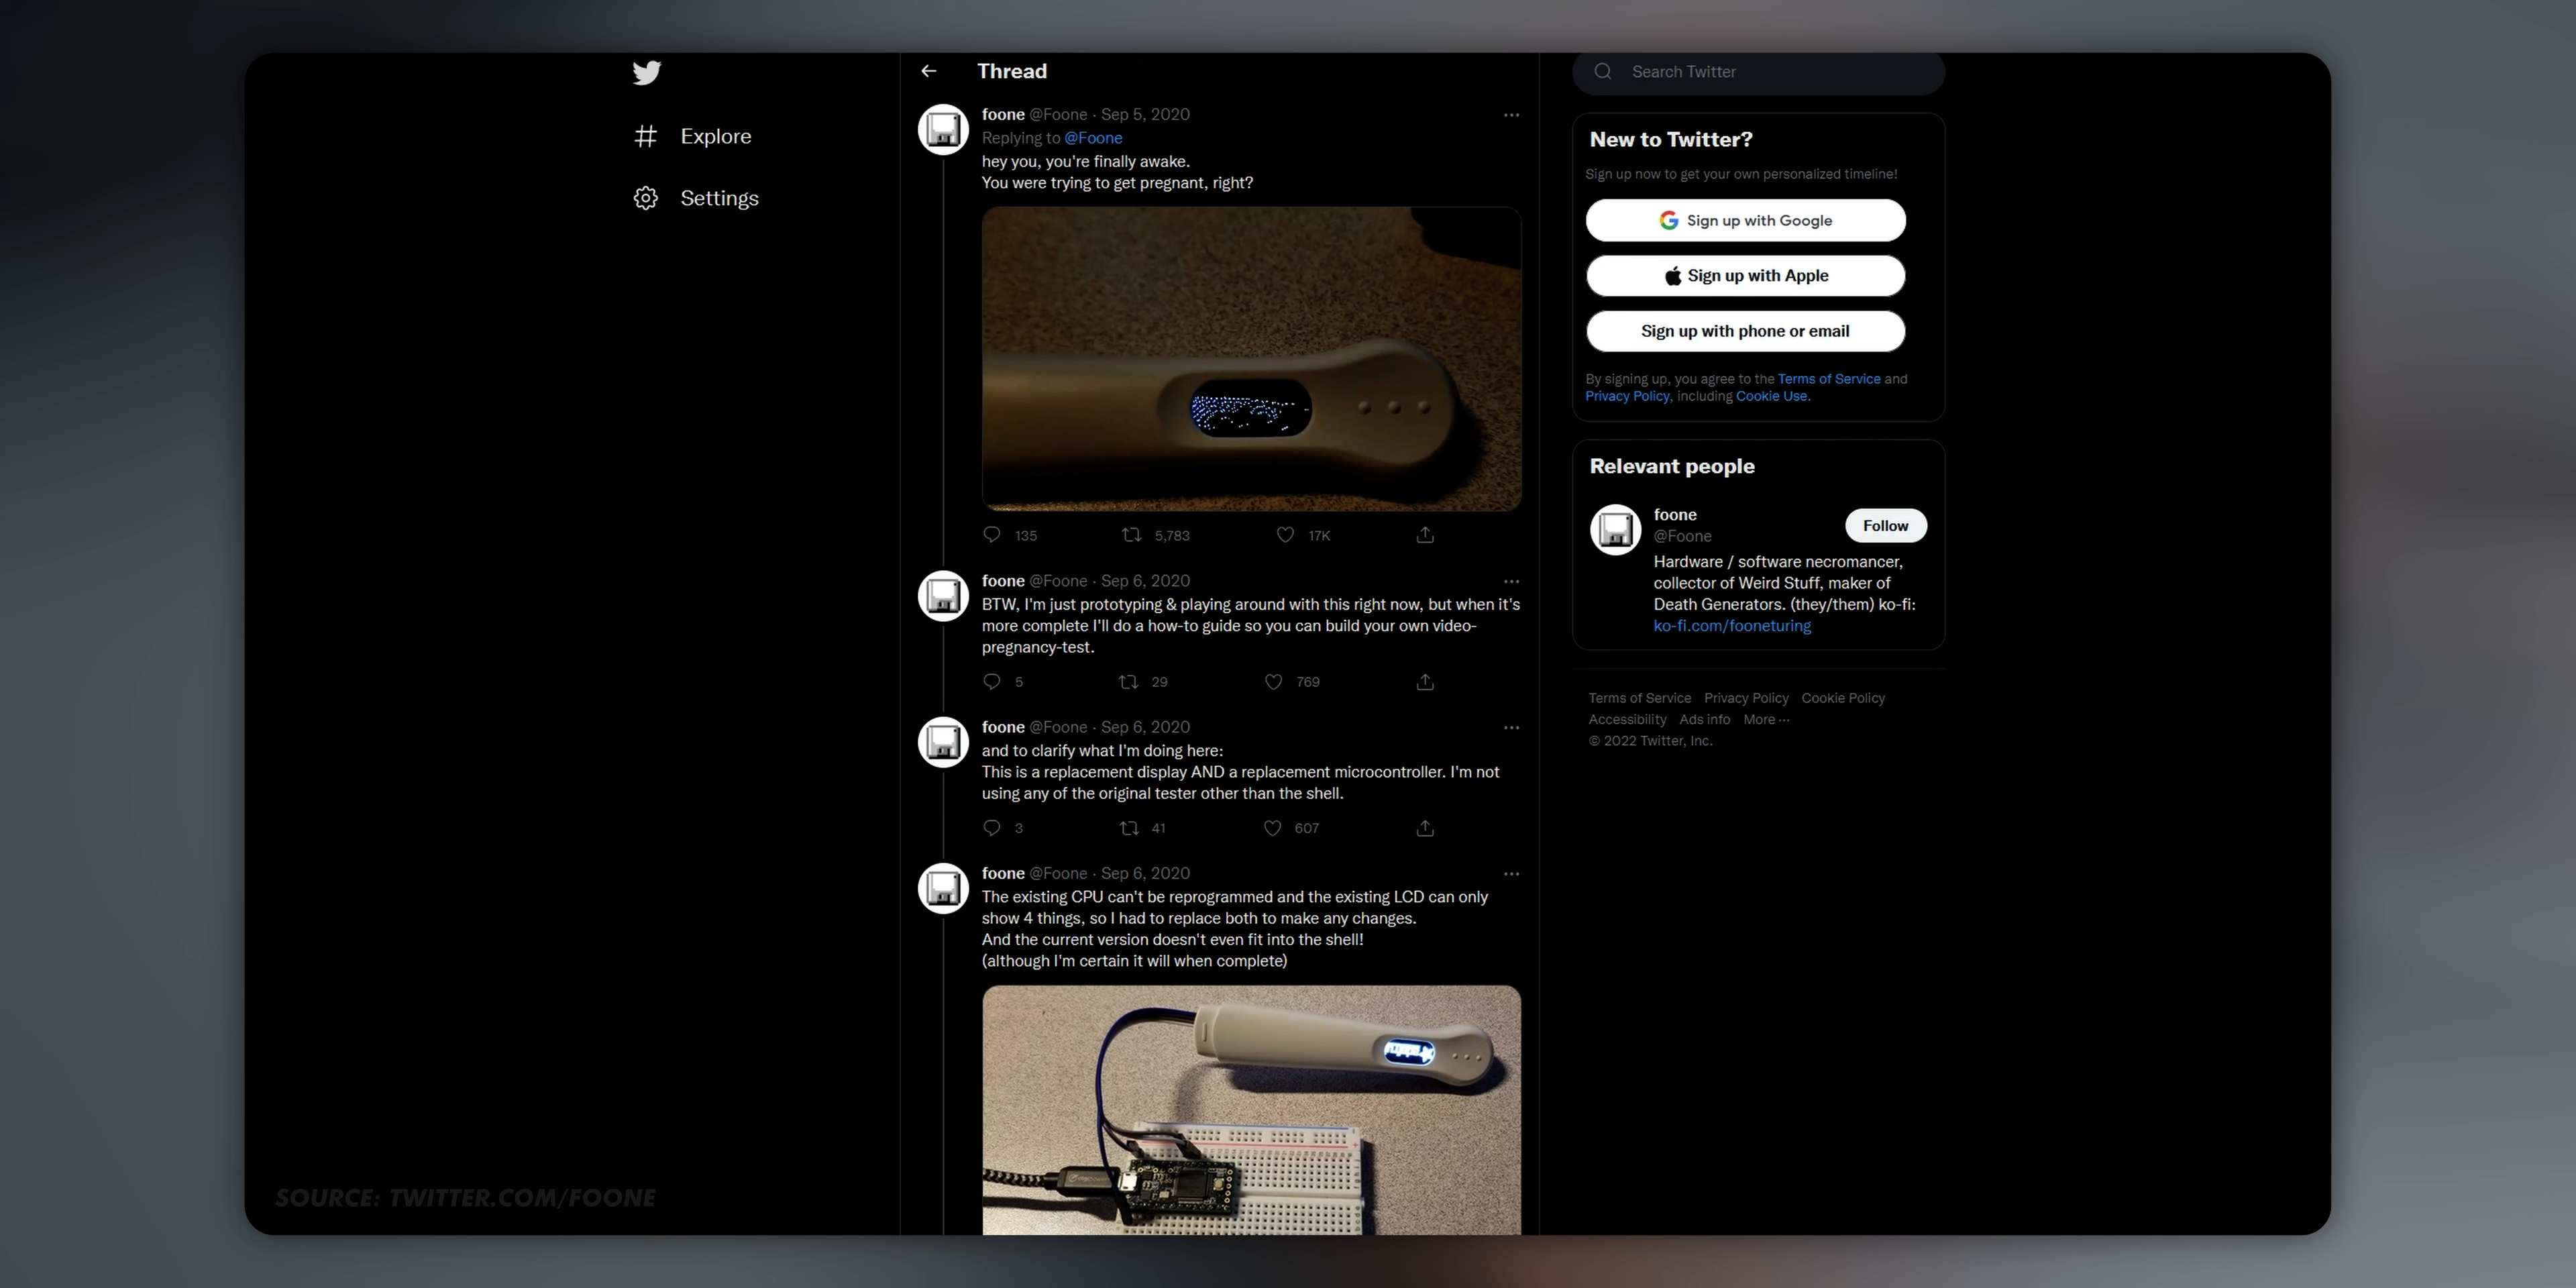 Explore
Settings
Thread
foone @Foone · Sep 5, 2020
Replying to @Foone
hey you, you're finally awake.
You were trying to get pregnant, right?
135 5,783 17K
foone @Foone · Sep 6, 2020
BTW, I'm just prototyping & playing around with this right now, but when it's
more complete I'll do a how-to guide so you can build your own video-
pregnancy-test.
5 29 769
foone @Foone · Sep 6, 2020
and to clarify what I'm doing here:
This is a replacement display AND a replacement microcontroller. I'm not
using any of the original tester other than the shell.
3 41 607
foone @Foone · Sep 6, 2020
The existing CPU can't be reprogrammed and the existing LCD can only
show 4 things, so I had to replace both to make any changes.
And the current version doesn't even fit into the shell!
(although I'm certain it will when complete)
Search Twitter
New to Twitter?
Sign up now to get your own personalized timeline!
Sign up with Google
Sign up with Apple
Sign up with phone or email
By signing up, you agree to the Terms of Service and
Privacy Policy, including Cookie Use.
Relevant people
foone
@Foone
Follow
Hardware / software necromancer,
collector of Weird Stuff, maker of
Death Generators. (they/them) ko-fi:
ko-fi.com/fooneturing
Terms of Service Privacy Policy Cookie Policy
Accessibility Ads info More ···
© 2022 Twitter, Inc.
SOURCE: TWITTER.COM/FOONE